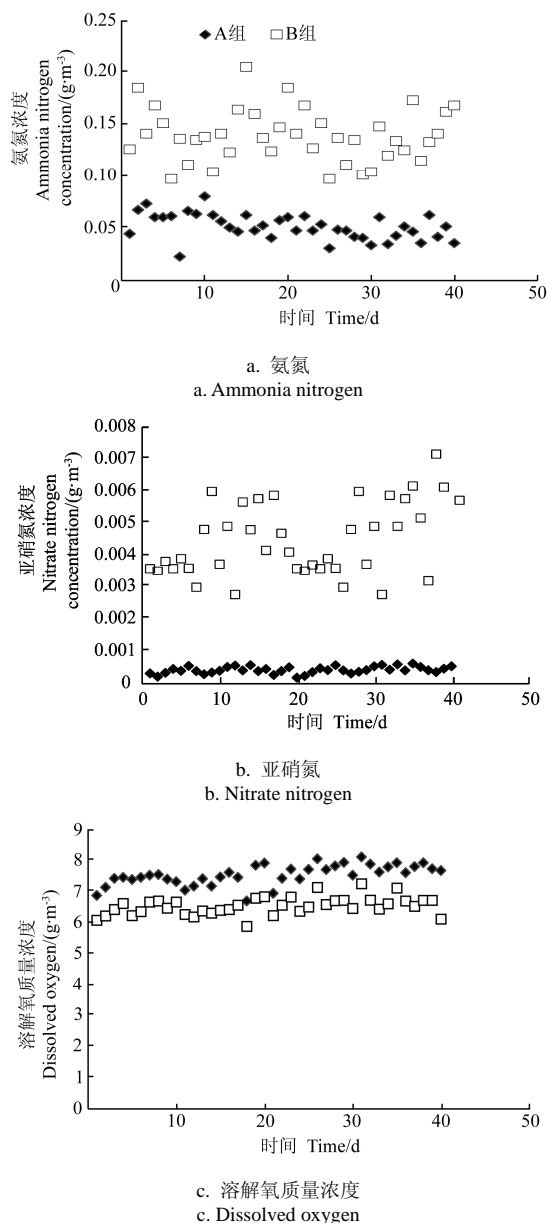 ◆A组 □B组
氨氮浓度
Ammonia nitrogen
concentration/(g·m⁻³)
0.25
0.20
0.15
0.10
0.05
0
10 20 30 40 50
时间 Time/d
a. 氨氮
a. Ammonia nitrogen
亚硝氮浓度
Nitrate nitrogen
concentration/(g·m⁻³)
0.008
0.007
0.006
0.005
0.004
0.003
0.002
0.001
0
0 10 20 30 40 50
时间 Time/d
b. 亚硝氮
b. Nitrate nitrogen
溶解氧质量浓度
Dissolved oxygen/(g·m⁻³)
9
8
7
6
5
4
3
2
1
0
10 20 30 40 50
时间 Time/d
c. 溶解氧质量浓度
c. Dissolved oxygen